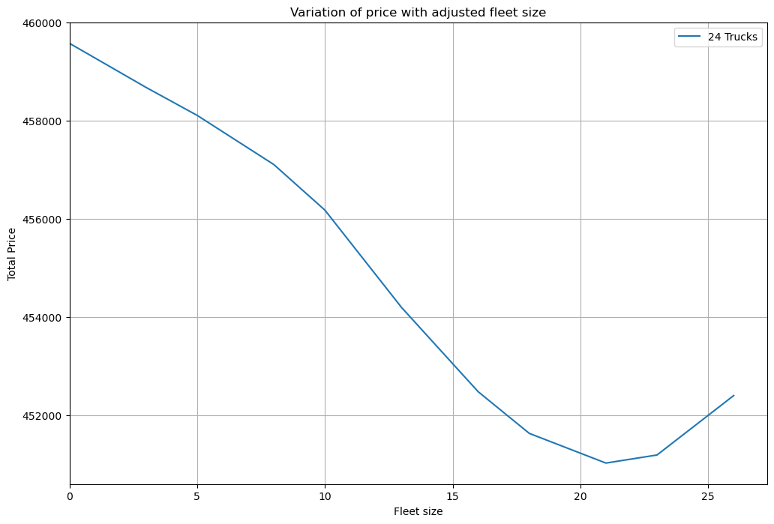 Variation of price with adjusted fleet size
24 Trucks
Total Price
460000
458000
456000
454000
452000
0
5
10
15
20
25
Fleet size